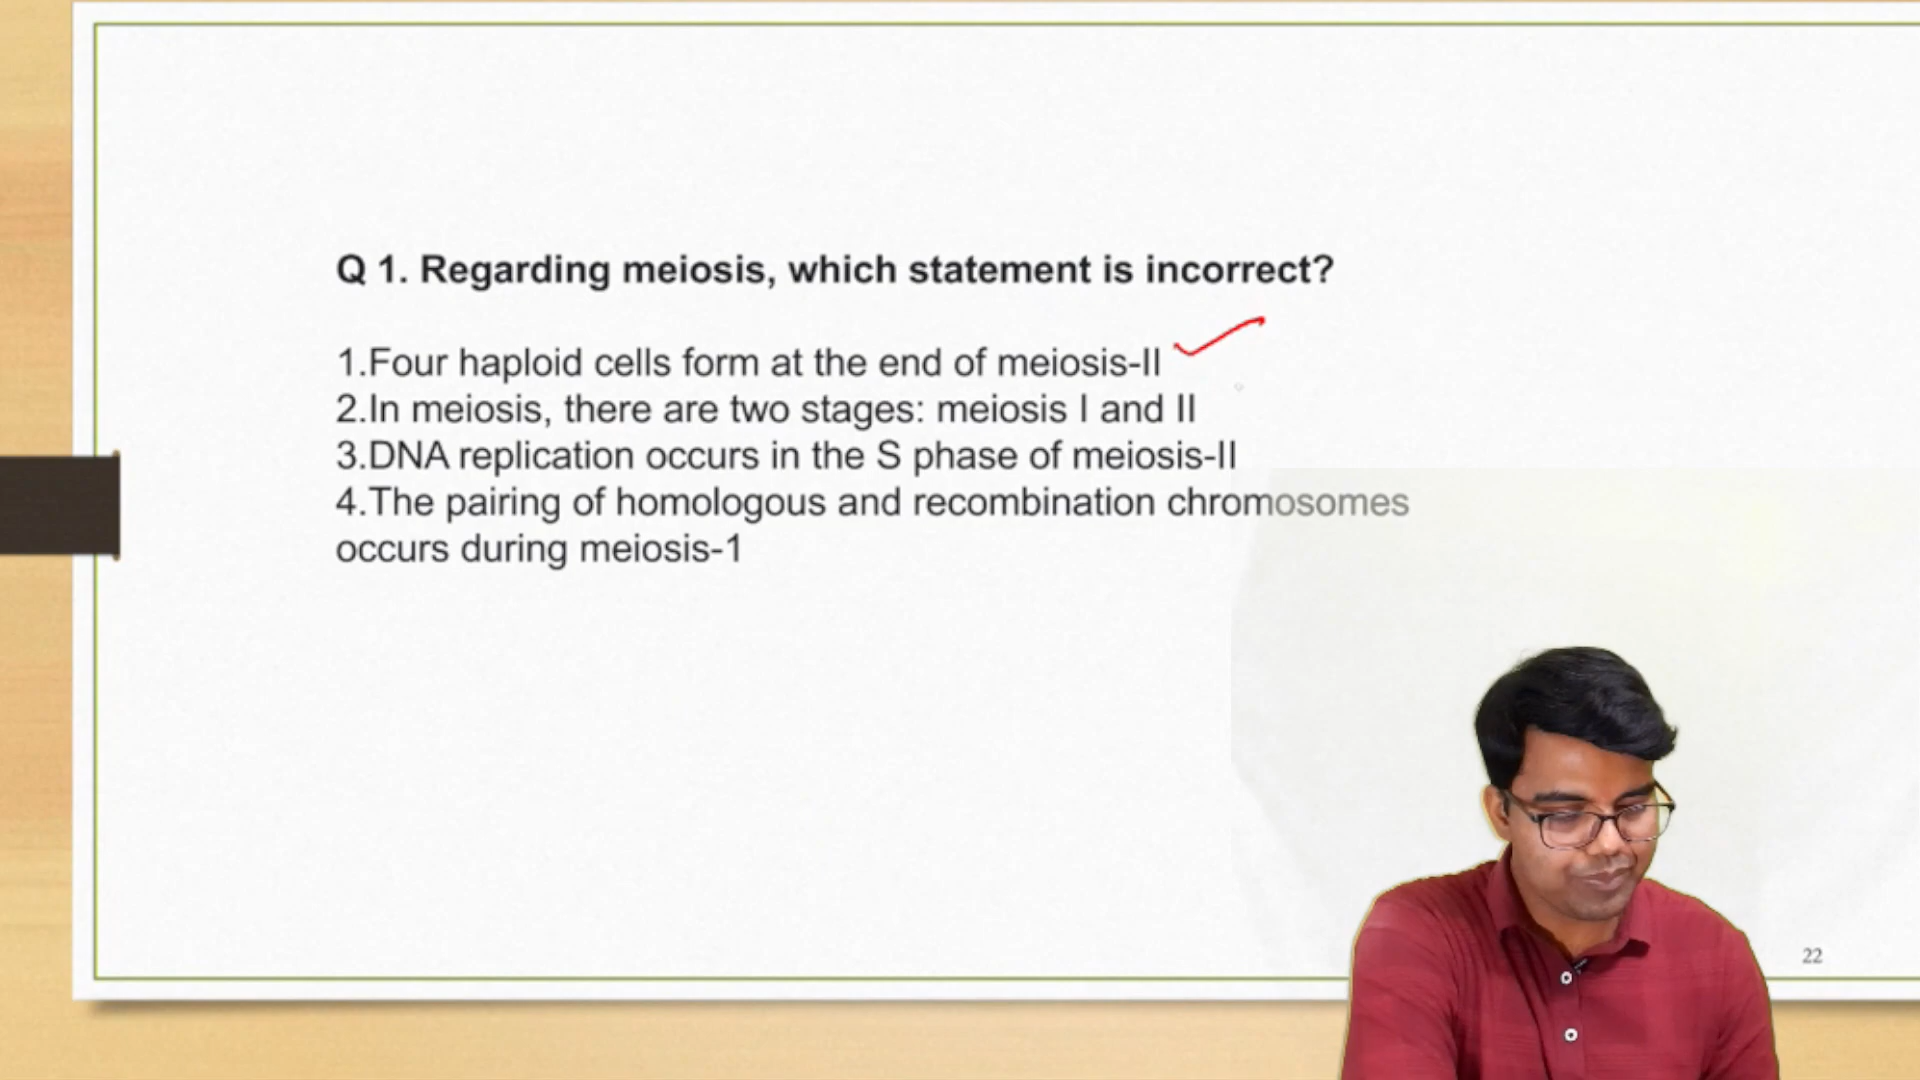 Q 1. Regarding meiosis, which statement is incorrect?
1.Four haploid cells form at the end of meiosis-II
2.In meiosis, there are two stages: meiosis I and II
3.DNA replication occurs in the S phase of meiosis-II
4.The pairing of homologous and recombination chromosomes
occurs during meiosis-1
22